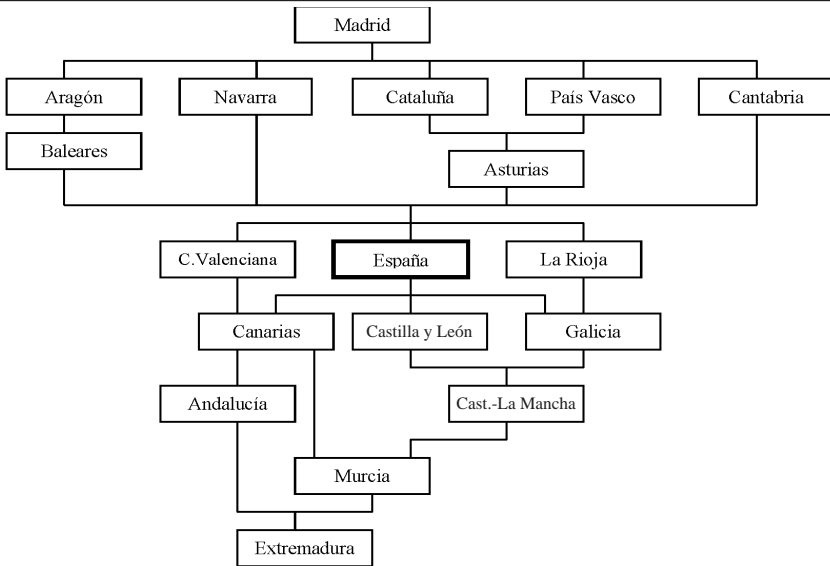 Madrid
Aragón
Navarra
Cataluña
País Vasco
Cantabria
Baleares
Asturias
C.Valenciana
España
La Rioja
Canarias
Castilla y León
Galicia
Andalucía
Cast.-La Mancha
Murcia
Extremadura